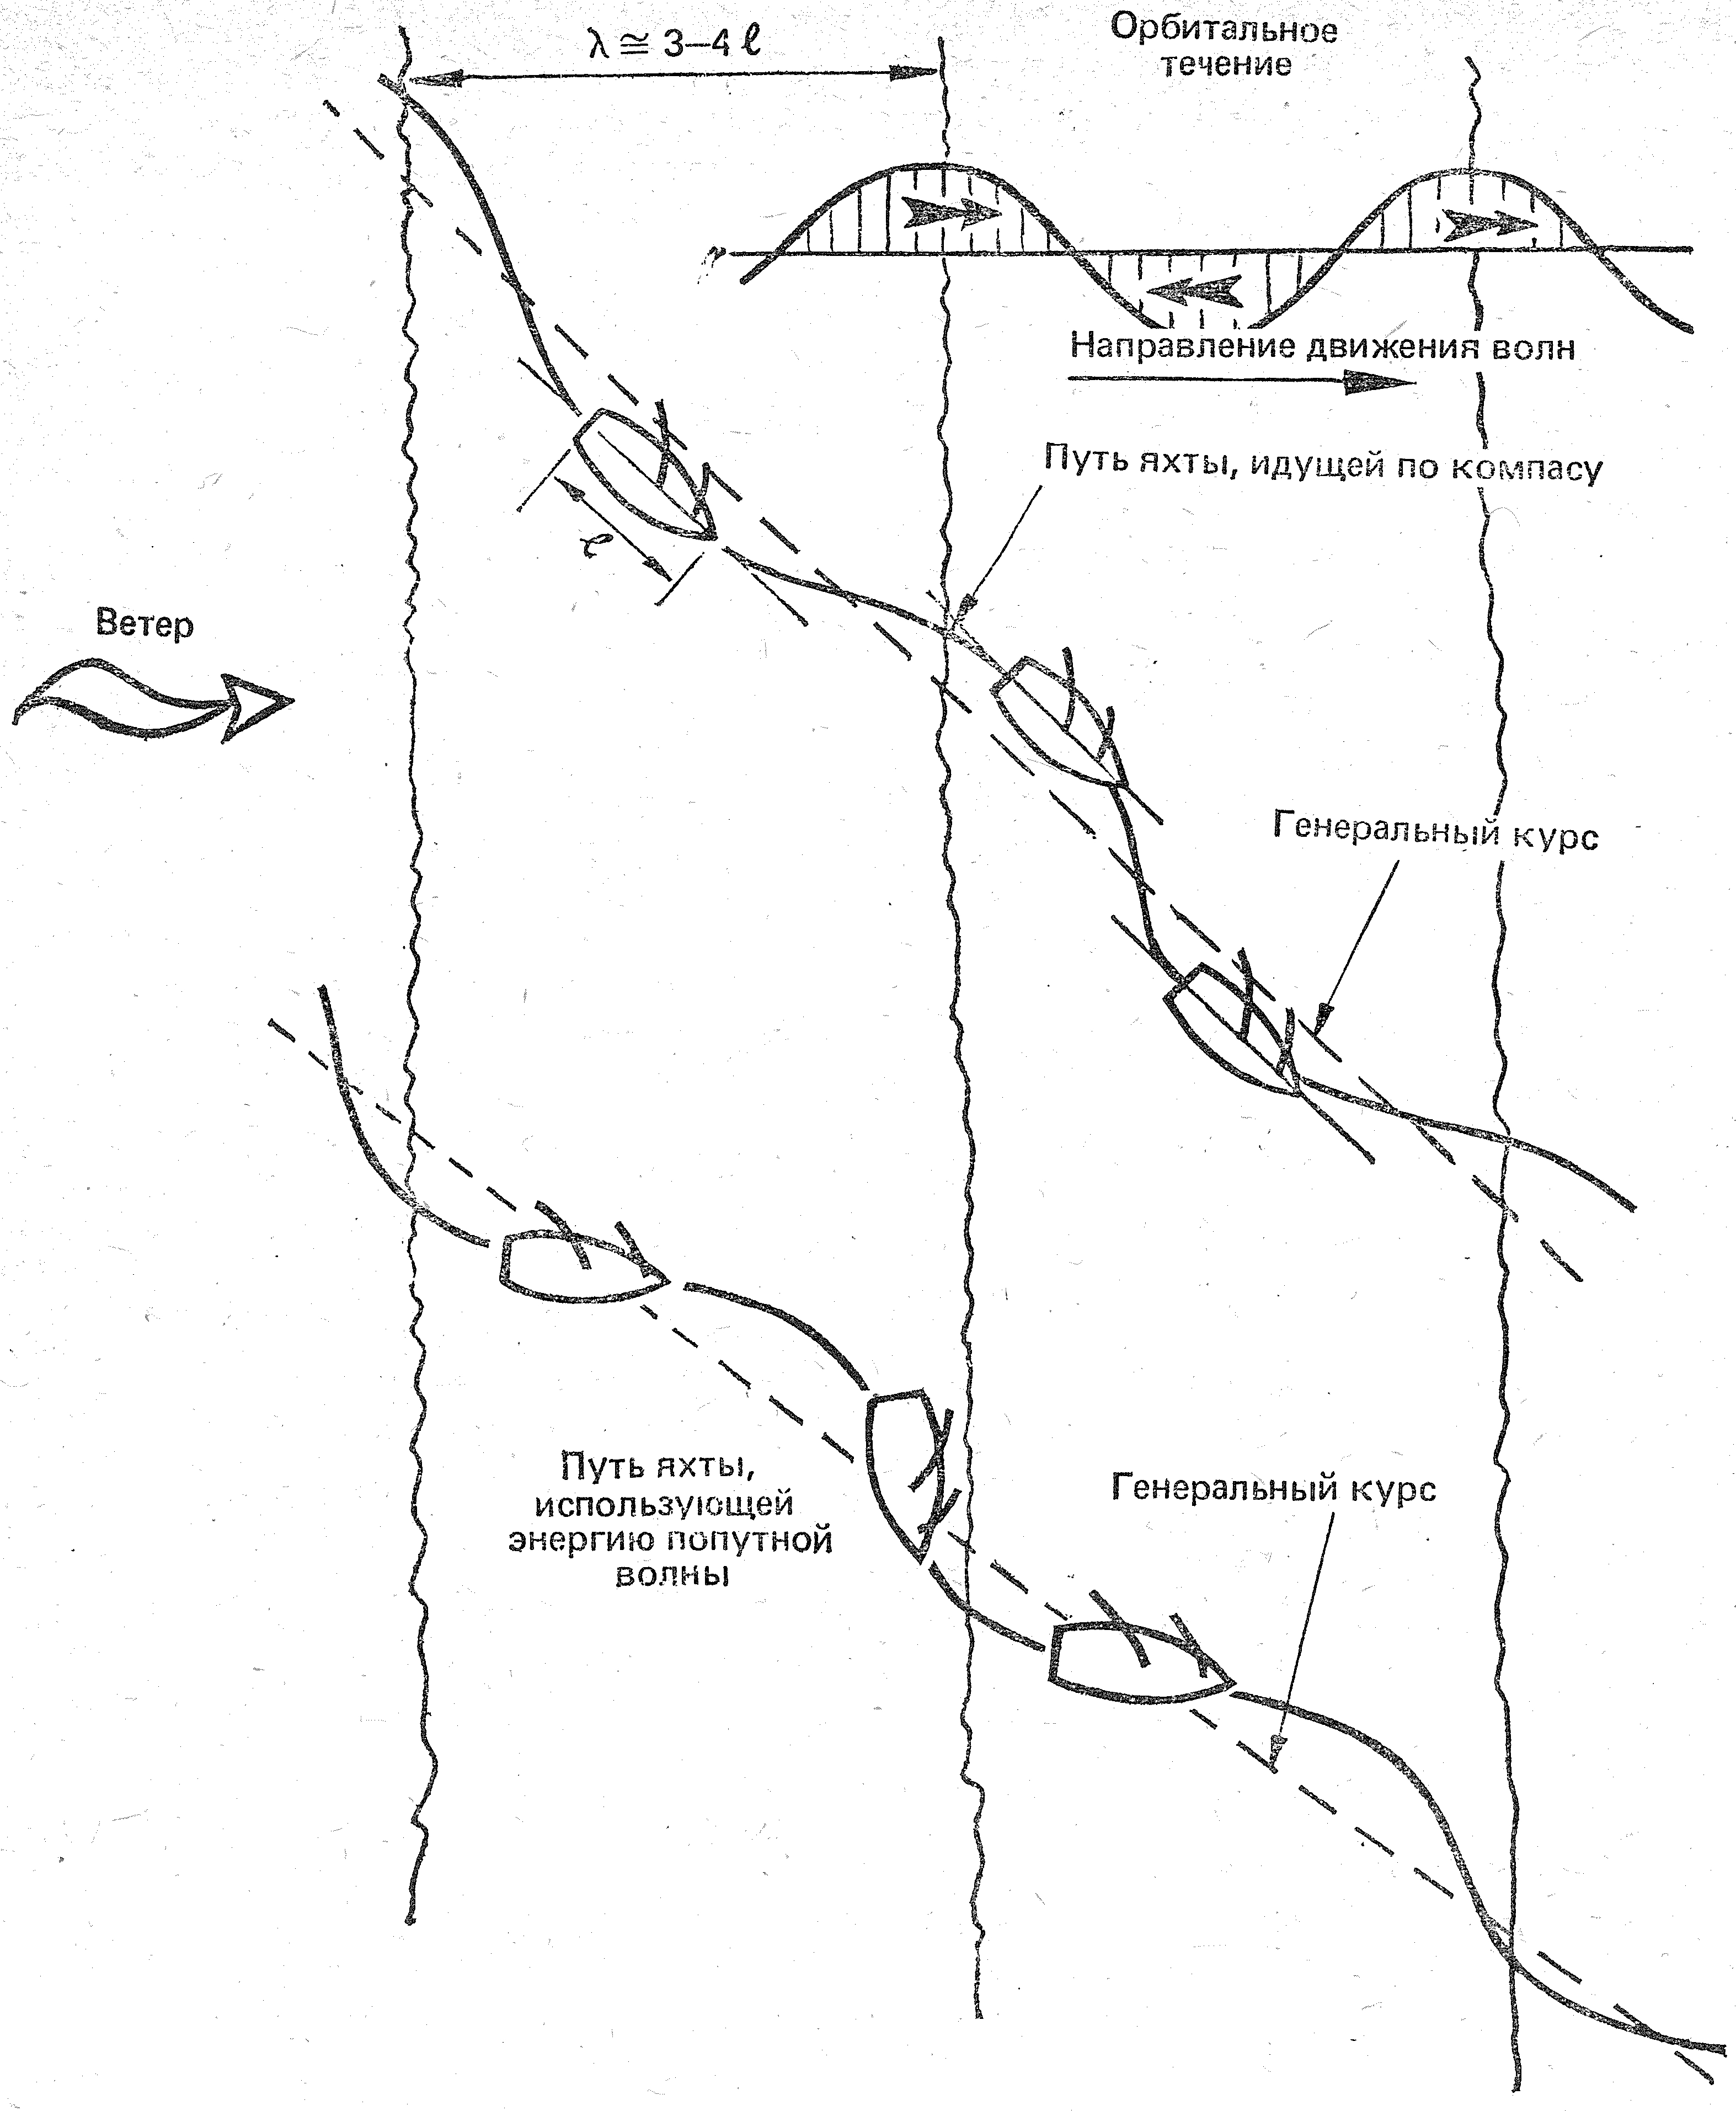 λ ≅ 3–4 ℓ
Орбитальное
течение
Направление движения волн
Путь яхты, идущей по компасу
ℓ
Ветер
Генеральный курс
Путь яхты,
использующей
энергию попутной
волны
Генеральный курс